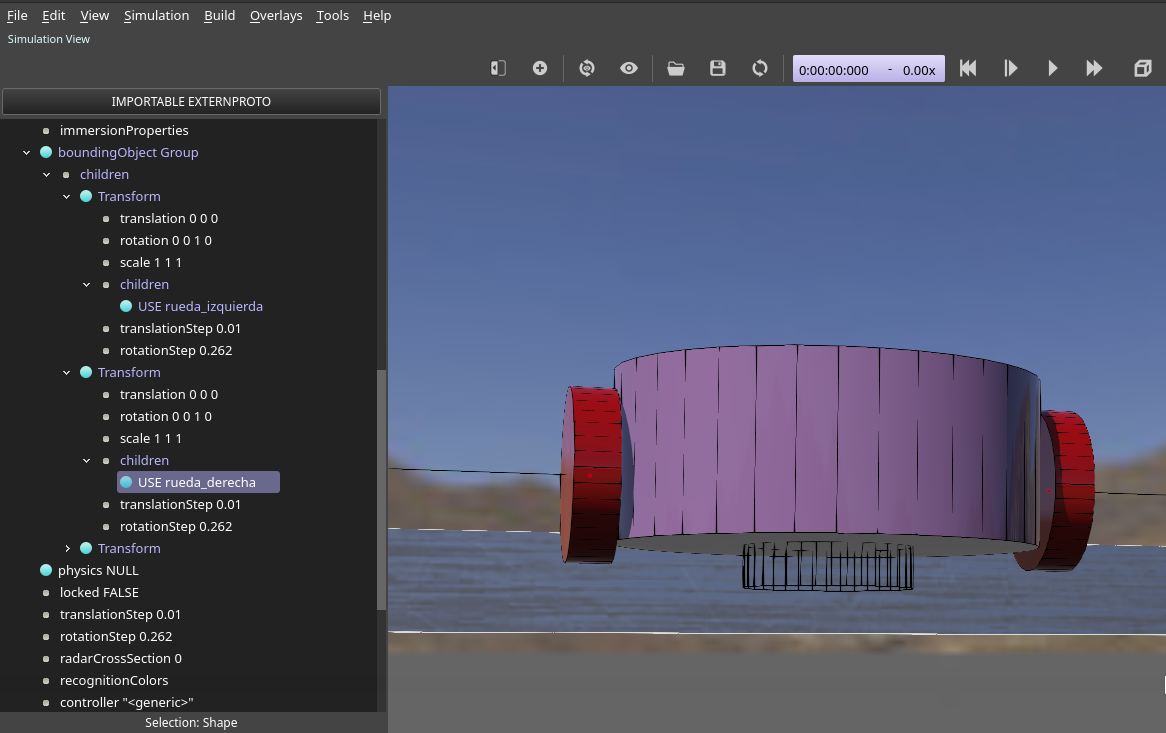 File Edit View Simulation Build Overlays Tools Help
Simulation View
0:00:00:000 - 0.00x
IMPORTABLE EXTERNPROTO
immersionProperties
boundingObject Group
children
Transform
translation 0 0 0
rotation 0 0 1 0
scale 1 1 1
children
USE rueda_izquierda
translationStep 0.01
rotationStep 0.262
Transform
translation 0 0 0
rotation 0 0 1 0
scale 1 1 1
children
USE rueda_derecha
translationStep 0.01
rotationStep 0.262
Transform
physics NULL
locked FALSE
translationStep 0.01
rotationStep 0.262
radarCrossSection 0
recognitionColors
controller "<generic>"
Selection: Shape